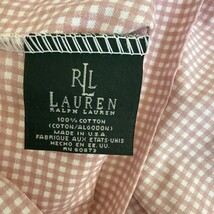 RLL
LAUREN
RALPH LAUREN
100% COTTON
(COTON/ALGODON)
MADE IN U.S.A.
FABRIQUE AUX ETATS-UNIS
HECHO EN EE. UU.
RN 60873